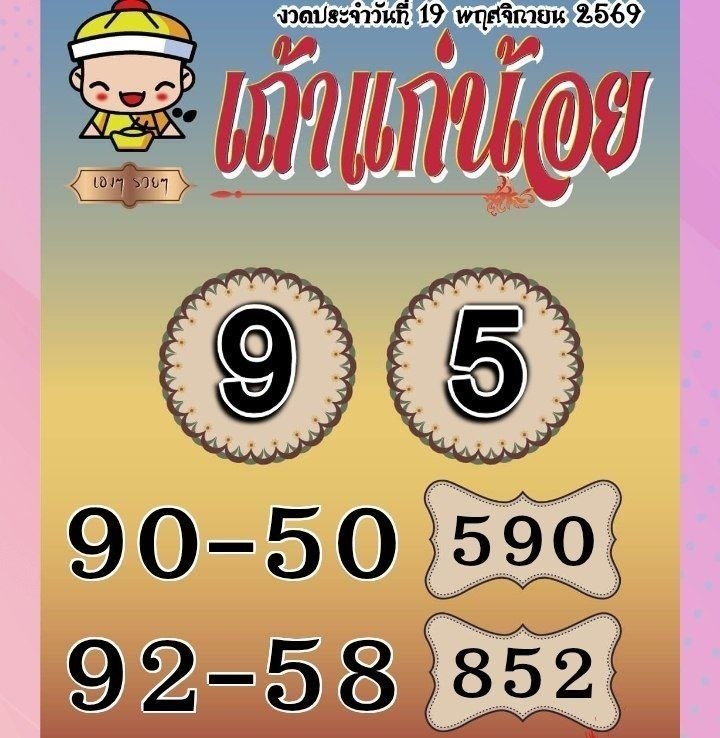 งวดประจำวันที่ 19 พฤศจิกายน 2569
เถ้าแก่น้อย
เฮงๆ รวยๆ
9 5
90-50 590
92-58 852